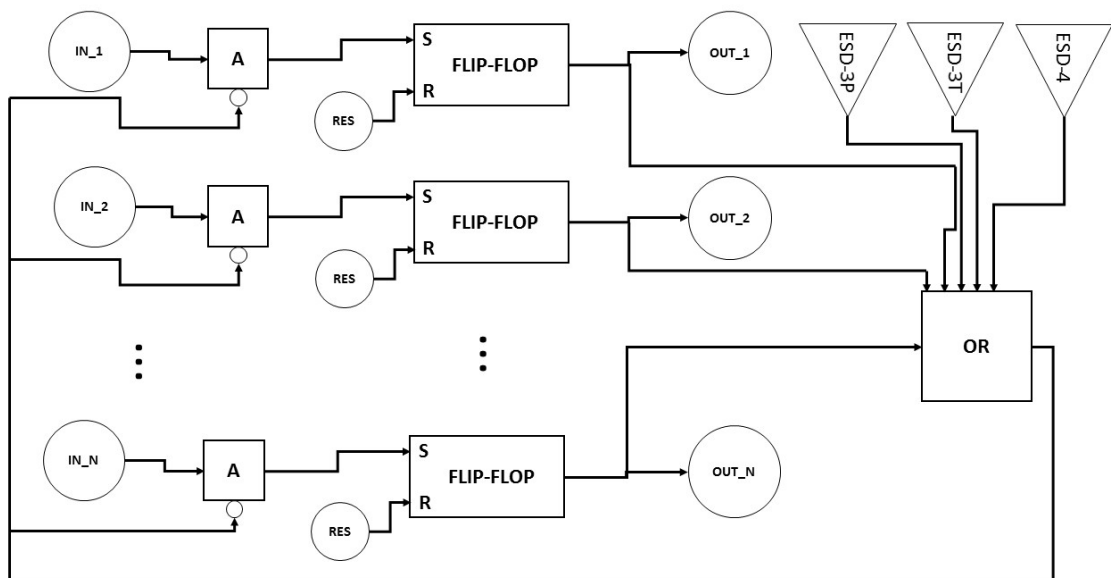 IN_1
A
S
FLIP-FLOP
R
RES
OUT_1
ESD-3P
ESD-3T
ESD-4
IN_2
A
S
FLIP-FLOP
R
RES
OUT_2
OR
IN_N
A
S
FLIP-FLOP
R
RES
OUT_N